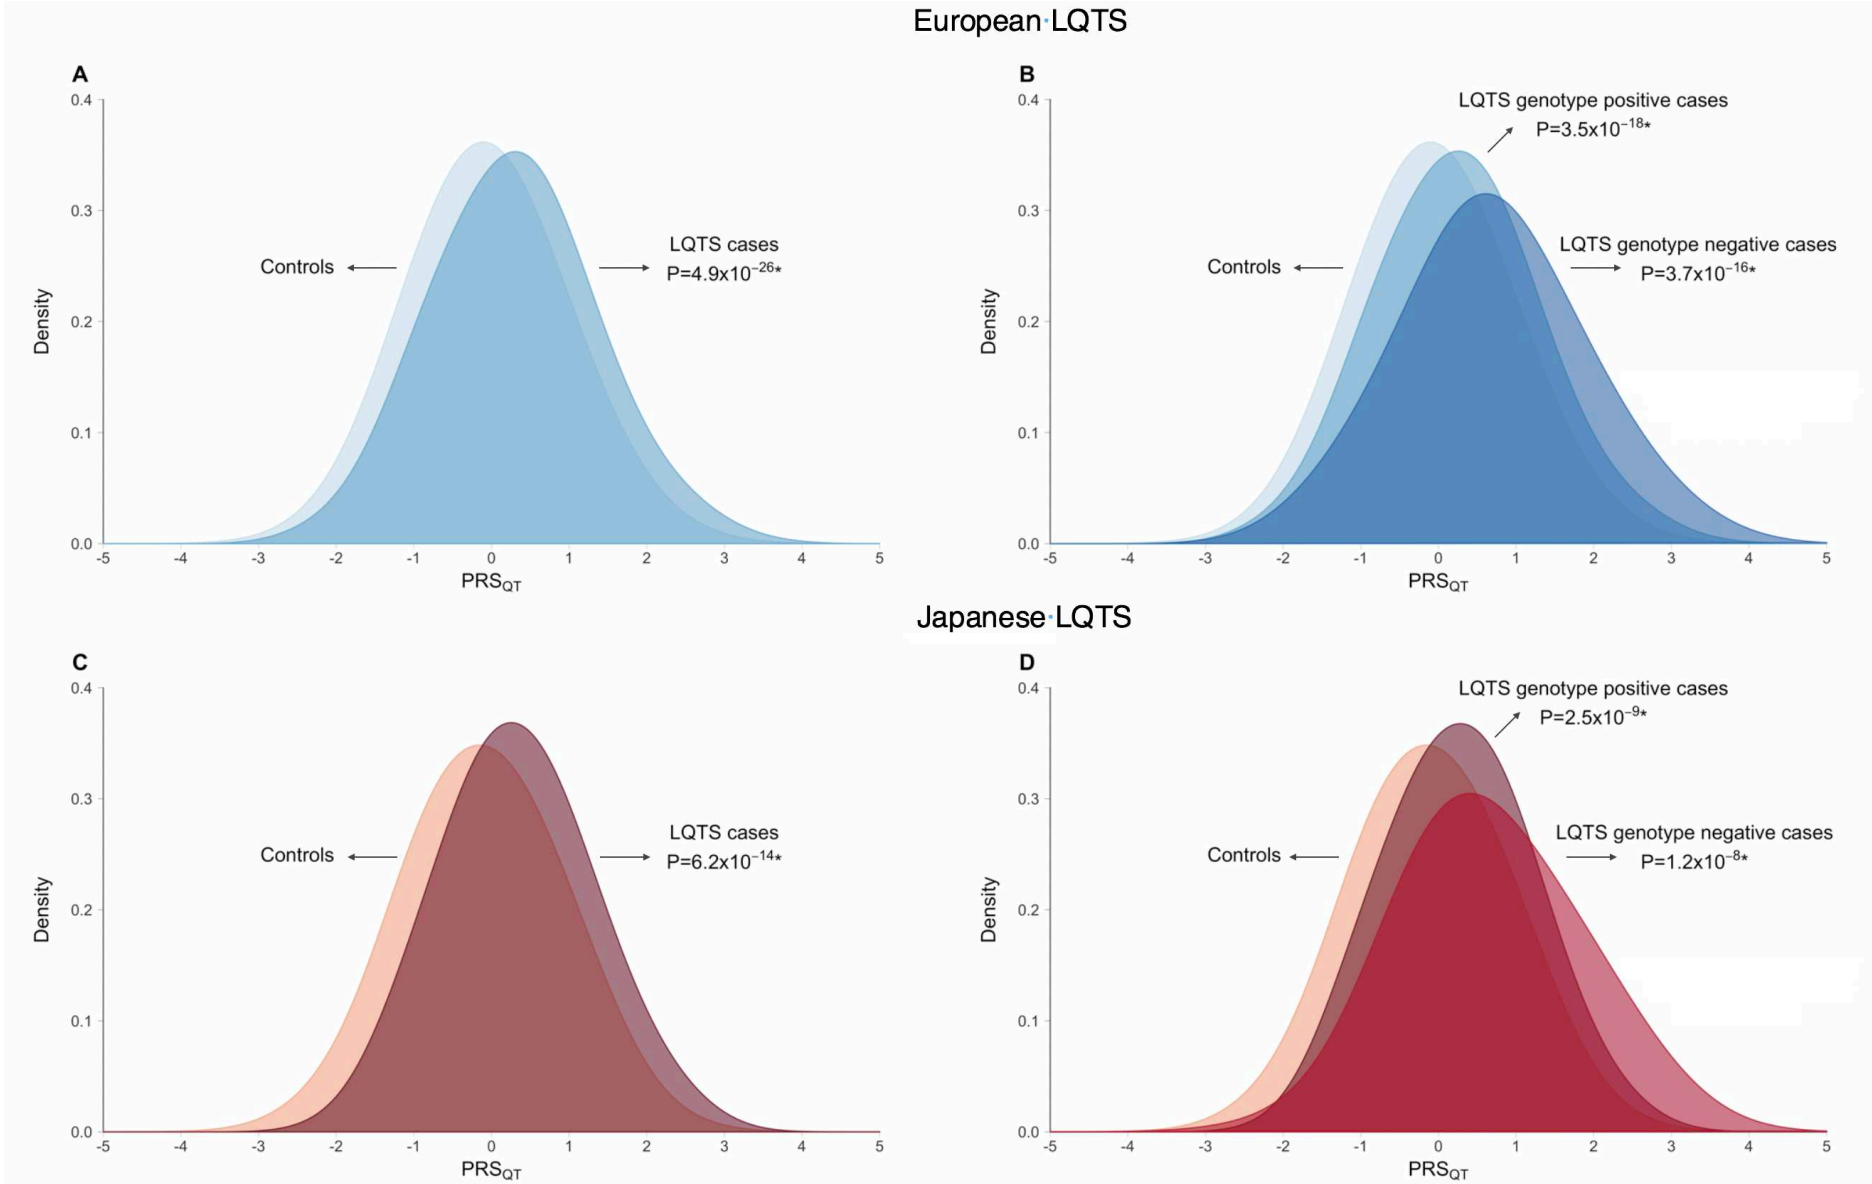 European·LQTS
A
0.4
0.3
0.2
0.1
0.0
Density
Controls
LQTS cases
P=4.9x10⁻²⁶*
-5 -4 -3 -2 -1 0 1 2 3 4 5
PRSQT
B
0.4
0.3
0.2
0.1
0.0
Density
LQTS genotype positive cases
P=3.5x10⁻¹⁸*
Controls
LQTS genotype negative cases
P=3.7x10⁻¹⁶*
-5 -4 -3 -2 -1 0 1 2 3 4 5
PRSQT
Japanese·LQTS
C
0.4
0.3
0.2
0.1
0.0
Density
Controls
LQTS cases
P=6.2x10⁻¹⁴*
-5 -4 -3 -2 -1 0 1 2 3 4 5
PRSQT
D
0.4
0.3
0.2
0.1
0.0
Density
LQTS genotype positive cases
P=2.5x10⁻⁹*
Controls
LQTS genotype negative cases
P=1.2x10⁻⁸*
-5 -4 -3 -2 -1 0 1 2 3 4 5
PRSQT